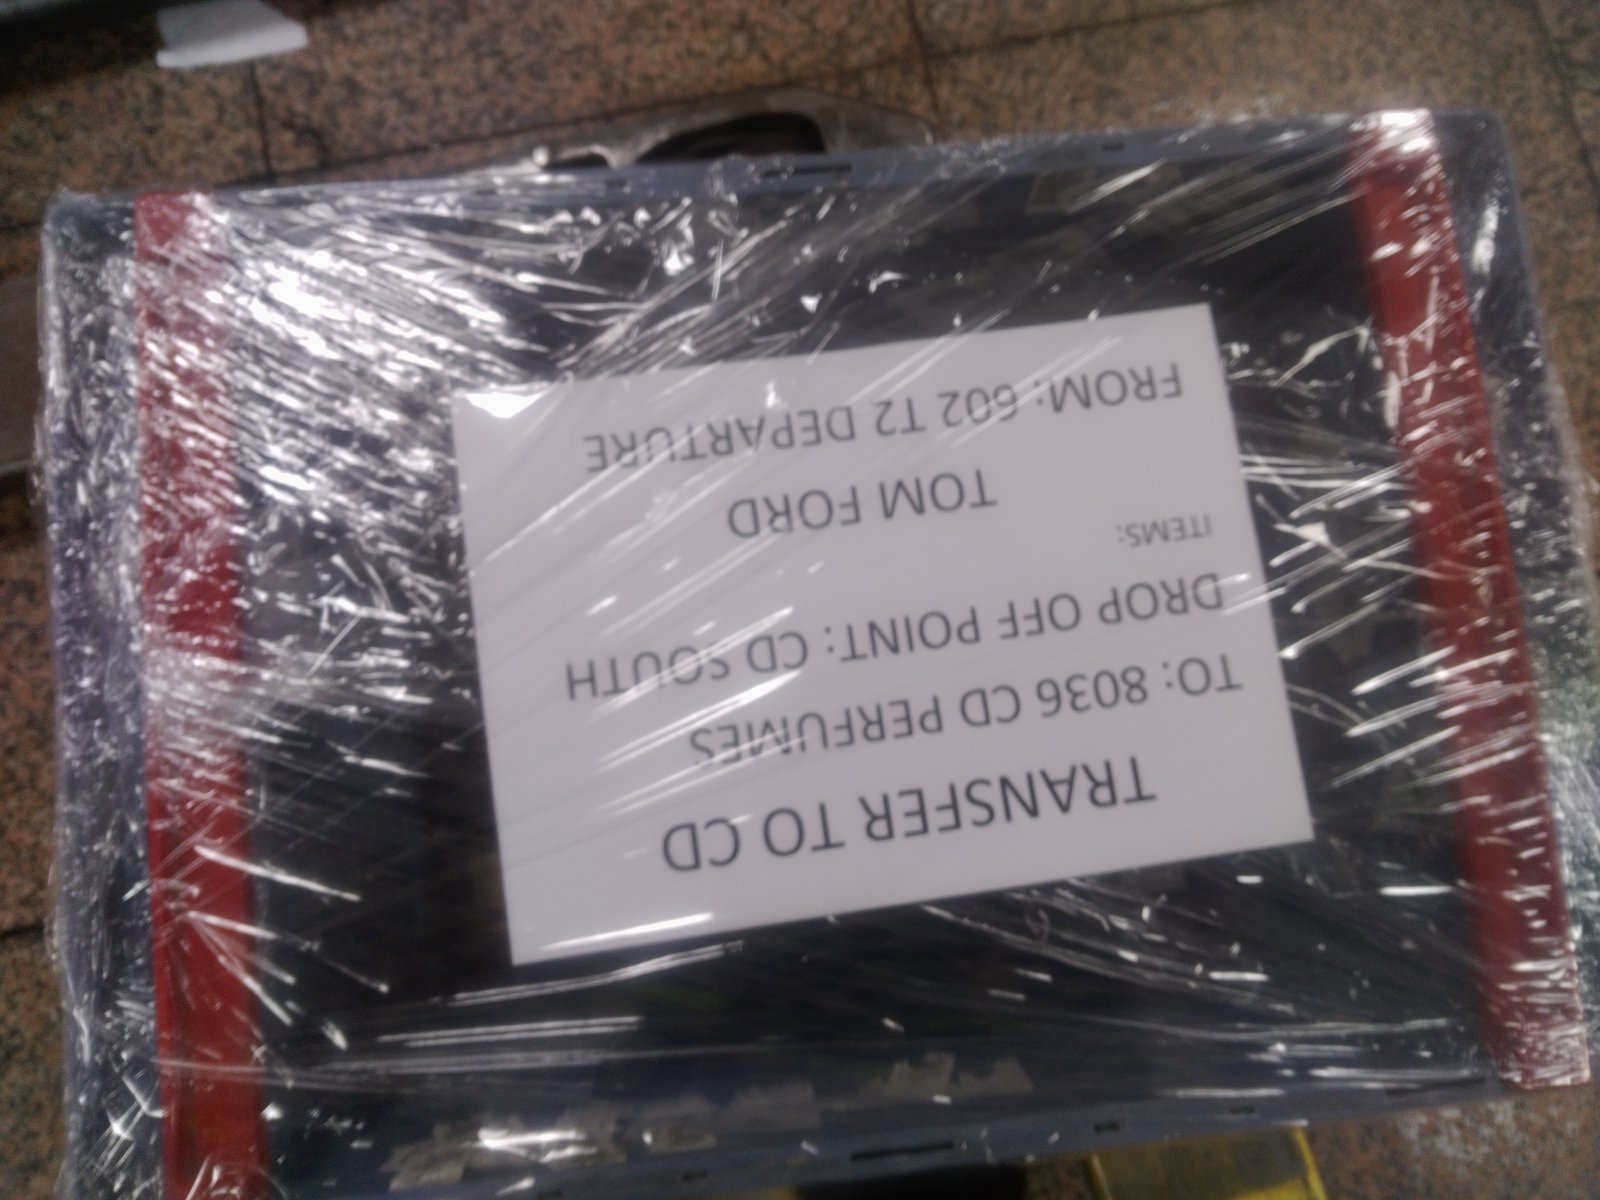 TRANSFER TO CD
TO: 8036 CD PERFUMES
DROP OFF POINT: CD SOUTH
ITEMS:
TOM FORD
FROM: 602 T2 DEPARTURE